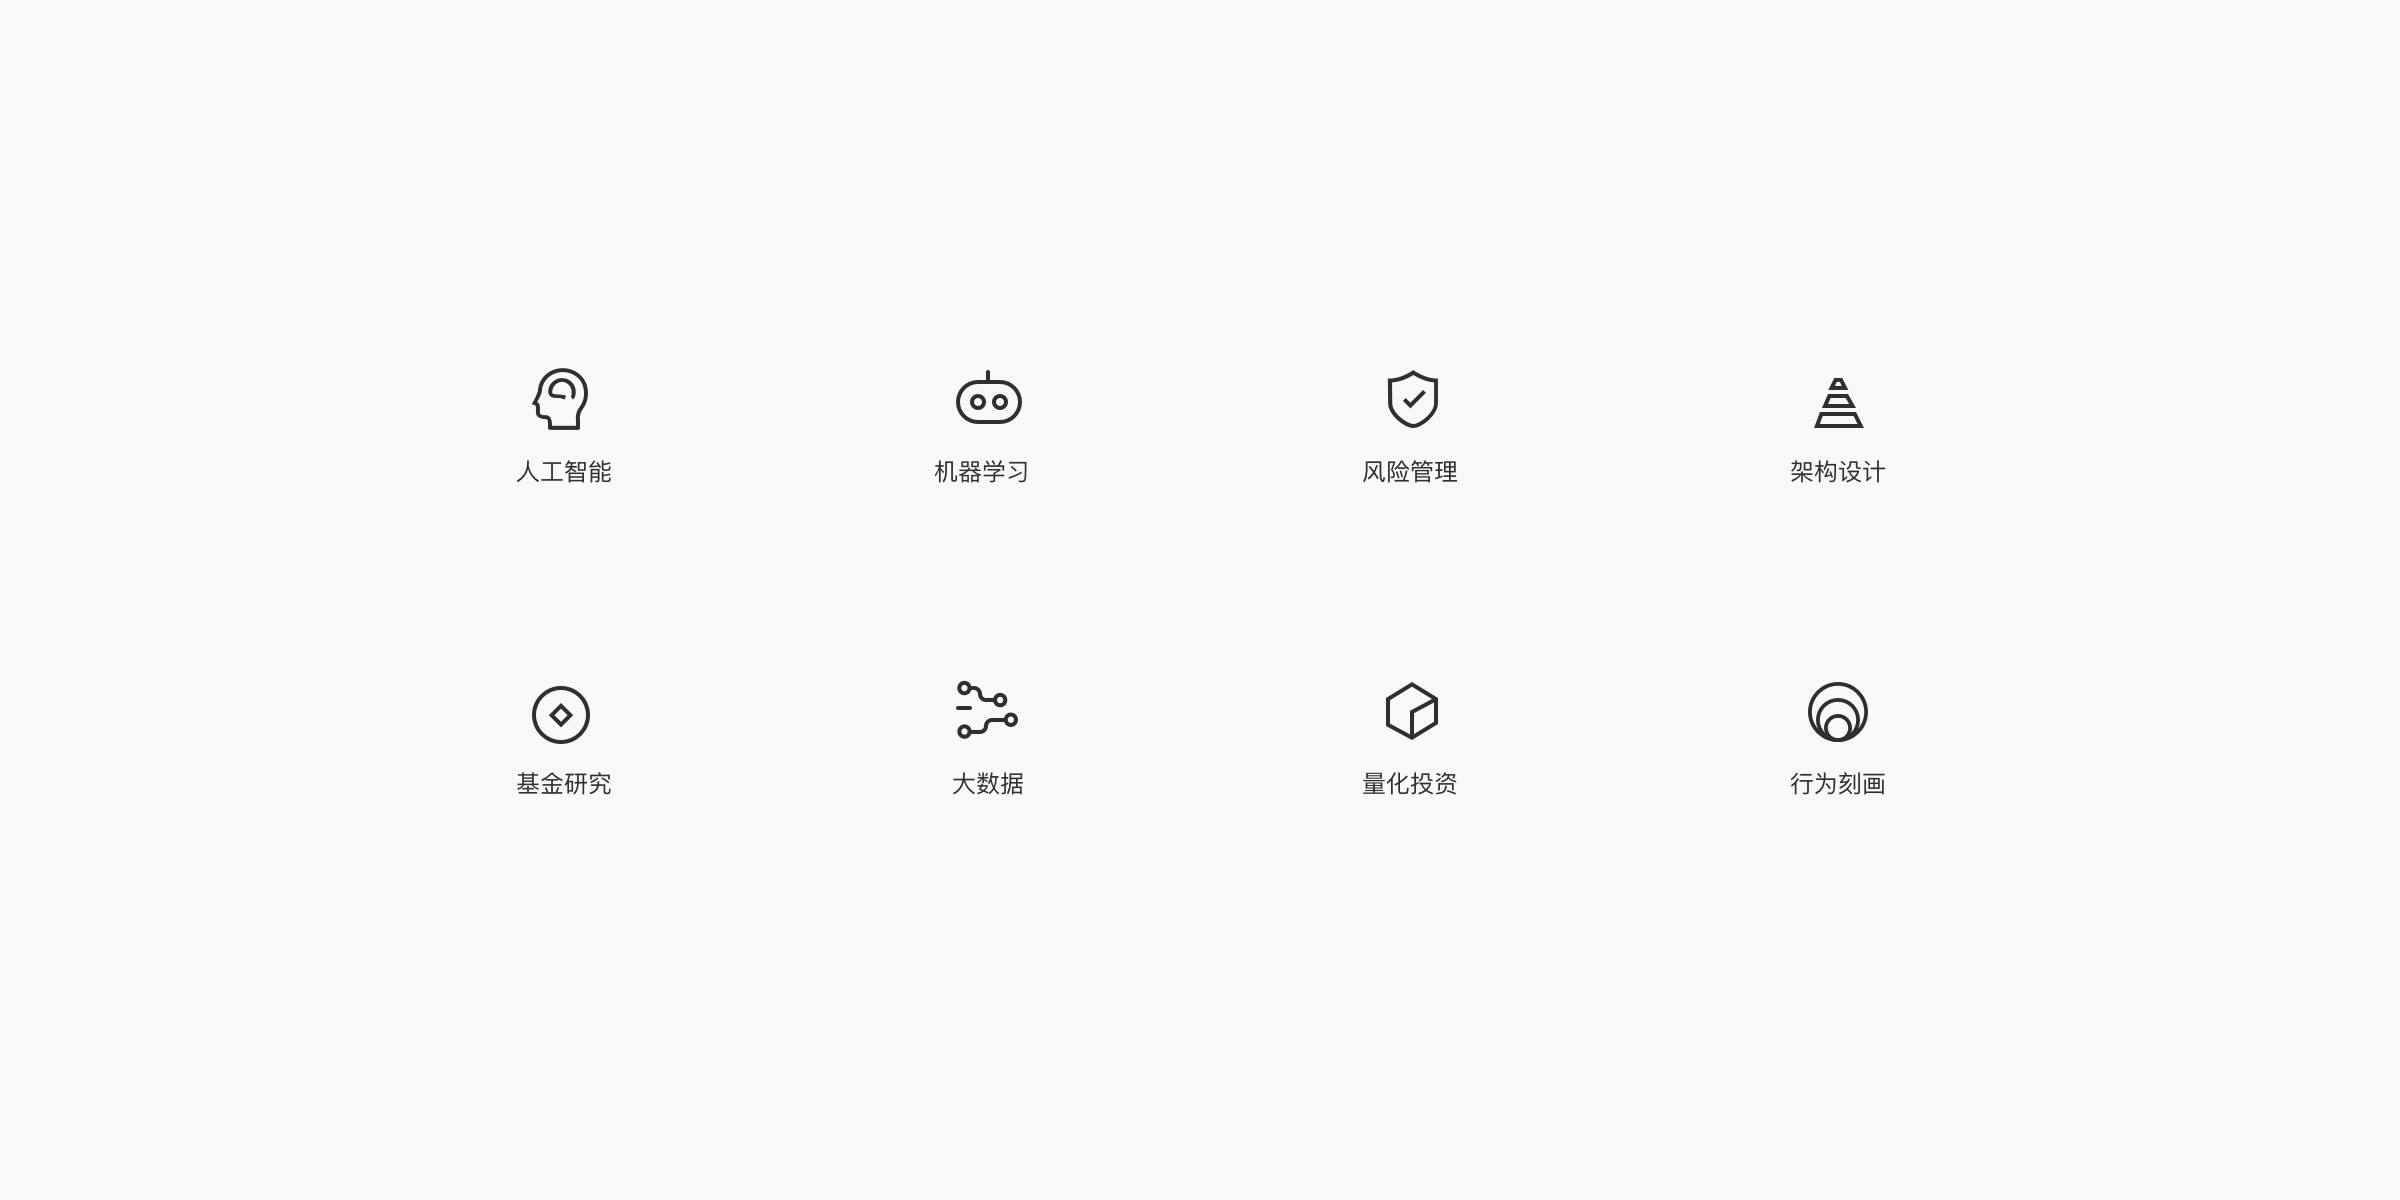 人工智能
机器学习
风险管理
架构设计
基金研究
大数据
量化投资
行为刻画